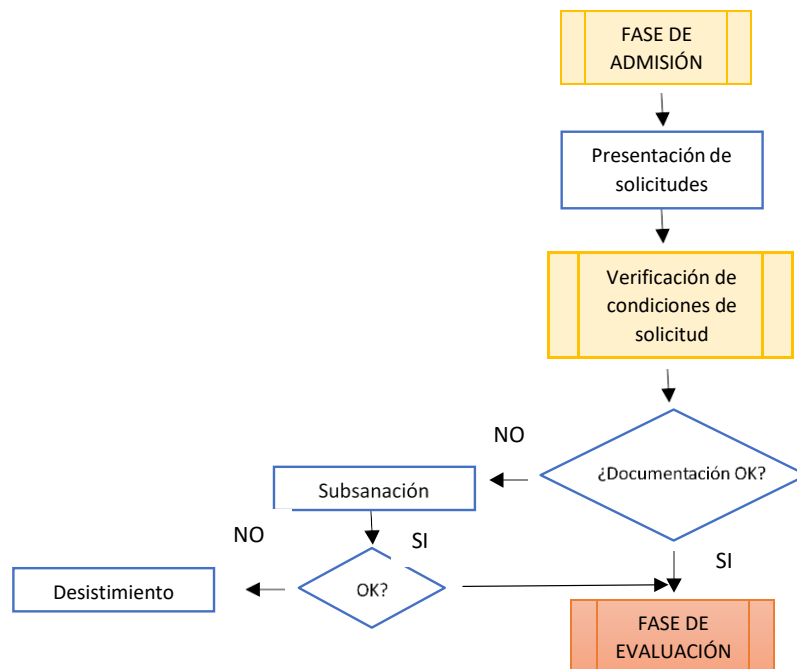 FASE DE
ADMISIÓN
Presentación de
solicitudes
Verificación de
condiciones de
solicitud
¿Documentación OK?
NO
Subsanación
SI
NO
SI
OK?
Desistimiento
FASE DE
EVALUACIÓN